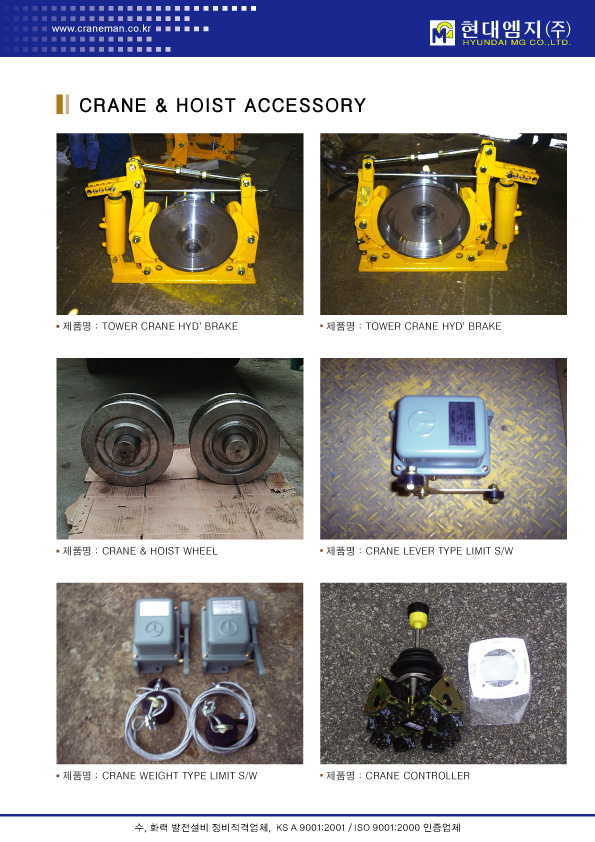 www.craneman.co.kr
현대엠지(주)
HYUNDAI MG CO.,LTD.
CRANE & HOIST ACCESSORY
제품명 : TOWER CRANE HYD' BRAKE
제품명 : TOWER CRANE HYD' BRAKE
제품명 : CRANE & HOIST WHEEL
제품명 : CRANE LEVER TYPE LIMIT S/W
제품명 : CRANE WEIGHT TYPE LIMIT S/W
제품명 : CRANE CONTROLLER
수, 화력 발전설비 정비적격업체, KS A 9001:2001 / ISO 9001:2000 인증업체